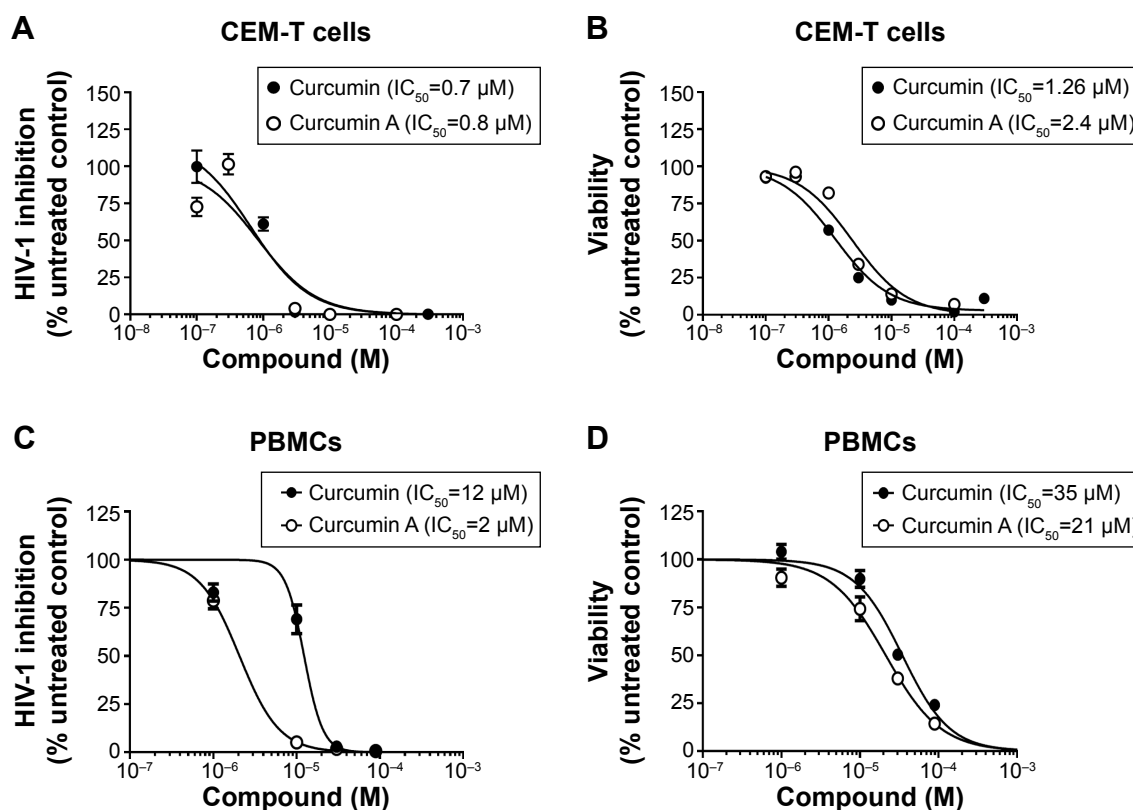 A
CEM-T cells
Curcumin (IC₅₀=0.7 µM)
Curcumin A (IC₅₀=0.8 µM)
HIV-1 inhibition
(% untreated control)
150
125
100
75
50
25
0
10⁻⁸ 10⁻⁷ 10⁻⁶ 10⁻⁵ 10⁻⁴ 10⁻³
Compound (M)
B
CEM-T cells
Curcumin (IC₅₀=1.26 µM)
Curcumin A (IC₅₀=2.4 µM)
Viability
(% untreated control)
150
125
100
75
50
25
0
10⁻⁸ 10⁻⁷ 10⁻⁶ 10⁻⁵ 10⁻⁴ 10⁻³
Compound (M)
C
PBMCs
Curcumin (IC₅₀=12 µM)
Curcumin A (IC₅₀=2 µM)
HIV-1 inhibition
(% untreated control)
125
100
75
50
25
0
10⁻⁷ 10⁻⁶ 10⁻⁵ 10⁻⁴ 10⁻³
Compound (M)
D
PBMCs
Curcumin (IC₅₀=35 µM)
Curcumin A (IC₅₀=21 µM)
Viability
(% untreated control)
125
100
75
50
25
0
10⁻⁷ 10⁻⁶ 10⁻⁵ 10⁻⁴ 10⁻³
Compound (M)